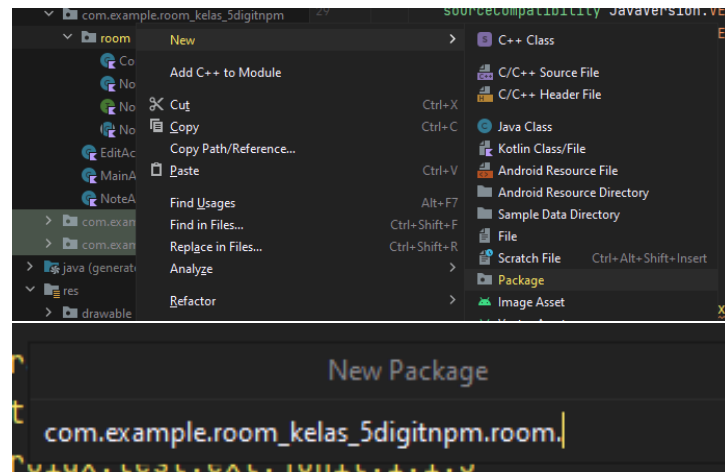 com.example.room_kelas_5digitnpm 29 sourceCompatibility JavaVersion.VE
room New C++ Class
Co Add C++ to Module C/C++ Source File
No C/C++ Header File
No Cut Ctrl+X
No Copy Ctrl+C Java Class
EditAc Copy Path/Reference... Kotlin Class/File
MainA Paste Ctrl+V Android Resource File
NoteA Find Usages Alt+F7 Android Resource Directory
com.exam Find in Files... Ctrl+Shift+F Sample Data Directory
com.exam Replace in Files... Ctrl+Shift+R File
java (generate Analyze Scratch File Ctrl+Alt+Shift+Insert
res Package
drawable Refactor Image Asset
New Package
com.example.room_kelas_5digitnpm.room.